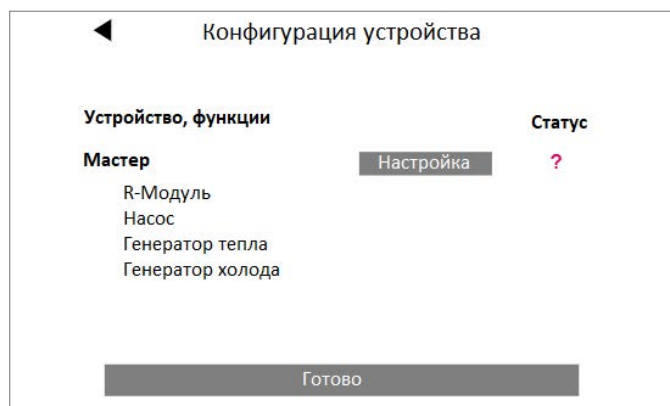 Конфигурация устройства
Устройство, функции Статус
Мастер Настройка ?
R-Модуль
Насос
Генератор тепла
Генератор холода
Готово